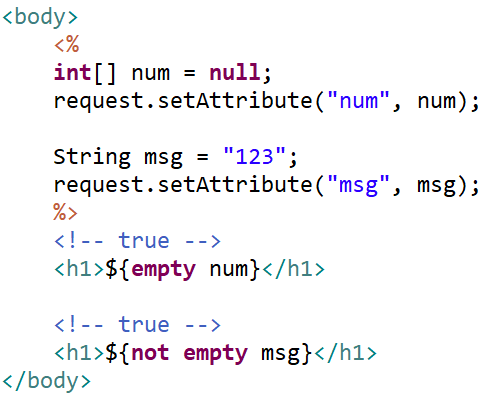 <body>
    <%
    int[] num = null;
    request.setAttribute("num", num);

    String msg = "123";
    request.setAttribute("msg", msg);
    %>
    <!-- true -->
    <h1>${empty num}</h1>

    <!-- true -->
    <h1>${not empty msg}</h1>
</body>